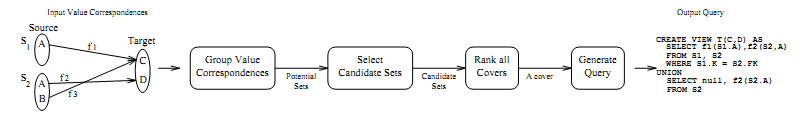 Input Value Correspondences
Output Query
Source
Target
S1
A
f1
S2
A
B
f2
f3
C
D
Group Value
Correspondences
Potential
Sets
Select
Candidate Sets
Candidate
Sets
Rank all
Covers
A cover
Generate
Query
CREATE VIEW T(C,D) AS
SELECT f1(S1.A),f2(S2,A)
FROM S1, S2
WHERE S1.K = S2.FK
UNION
SELECT null, f2(S2.A)
FROM S2